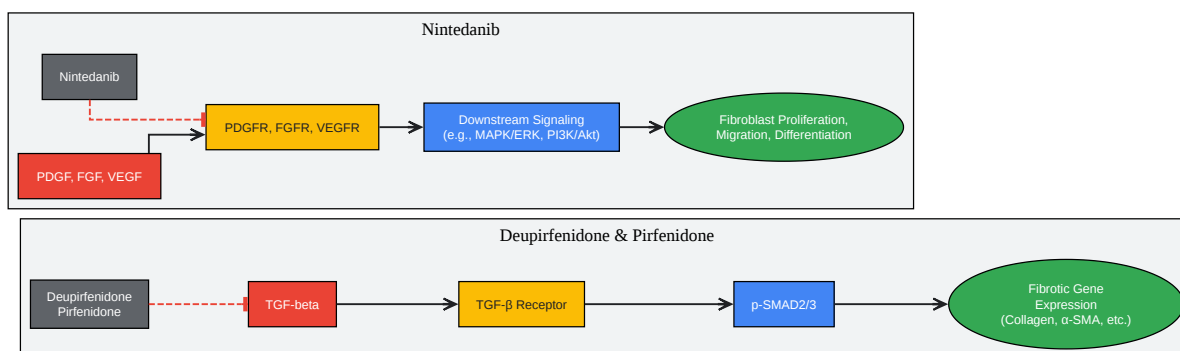 Nintedanib
Nintedanib
PDGF, FGF, VEGF
PDGFR, FGFR, VEGFR
Downstream Signaling
(e.g., MAPK/ERK, PI3K/Akt)
Fibroblast Proliferation,
Migration, Differentiation
Deupirfenidone & Pirfenidone
Deupirfenidone
Pirfenidone
TGF-beta
TGF-β Receptor
p-SMAD2/3
Fibrotic Gene
Expression
(Collagen, α-SMA, etc.)